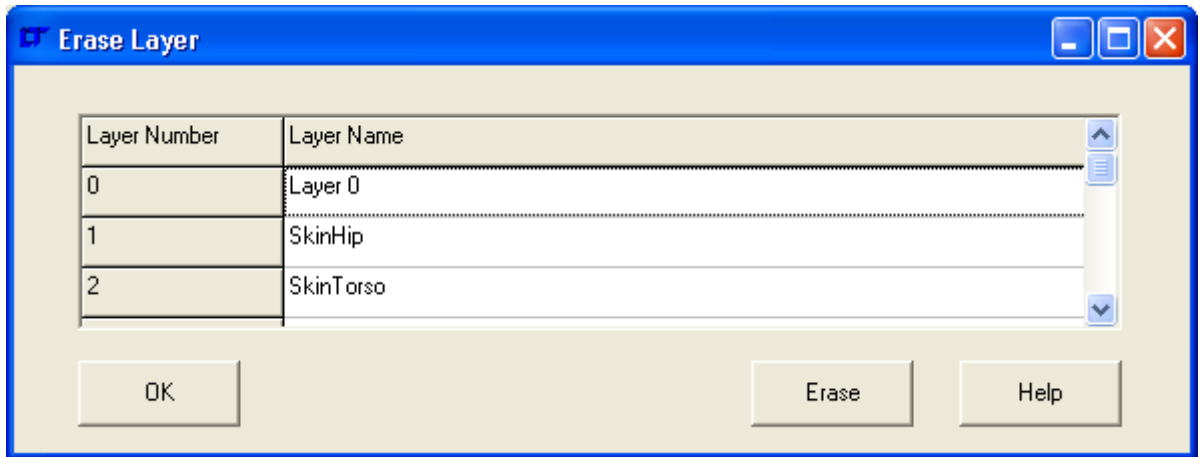 Erase Layer
Layer Number Layer Name
0 Layer 0
1 SkinHip
2 SkinTorso
OK Erase Help